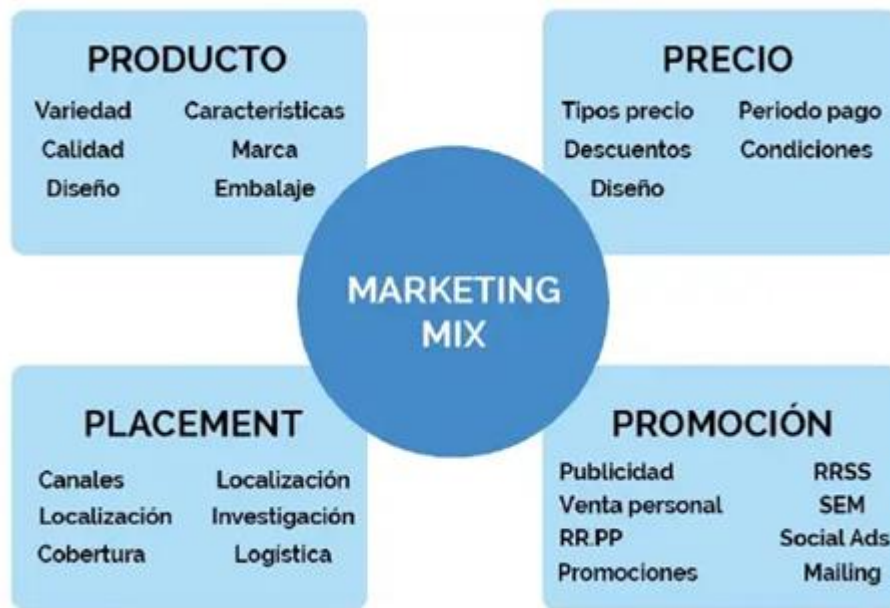 PRODUCTO
Variedad Características
Calidad Marca
Diseño Embalaje
PRECIO
Tipos precio Periodo pago
Descuentos Condiciones
Diseño
MARKETING
MIX
PLACEMENT
Canales Localización
Localización Investigación
Cobertura Logística
PROMOCIÓN
Publicidad RRSS
Venta personal SEM
RR.PP Social Ads
Promociones Mailing